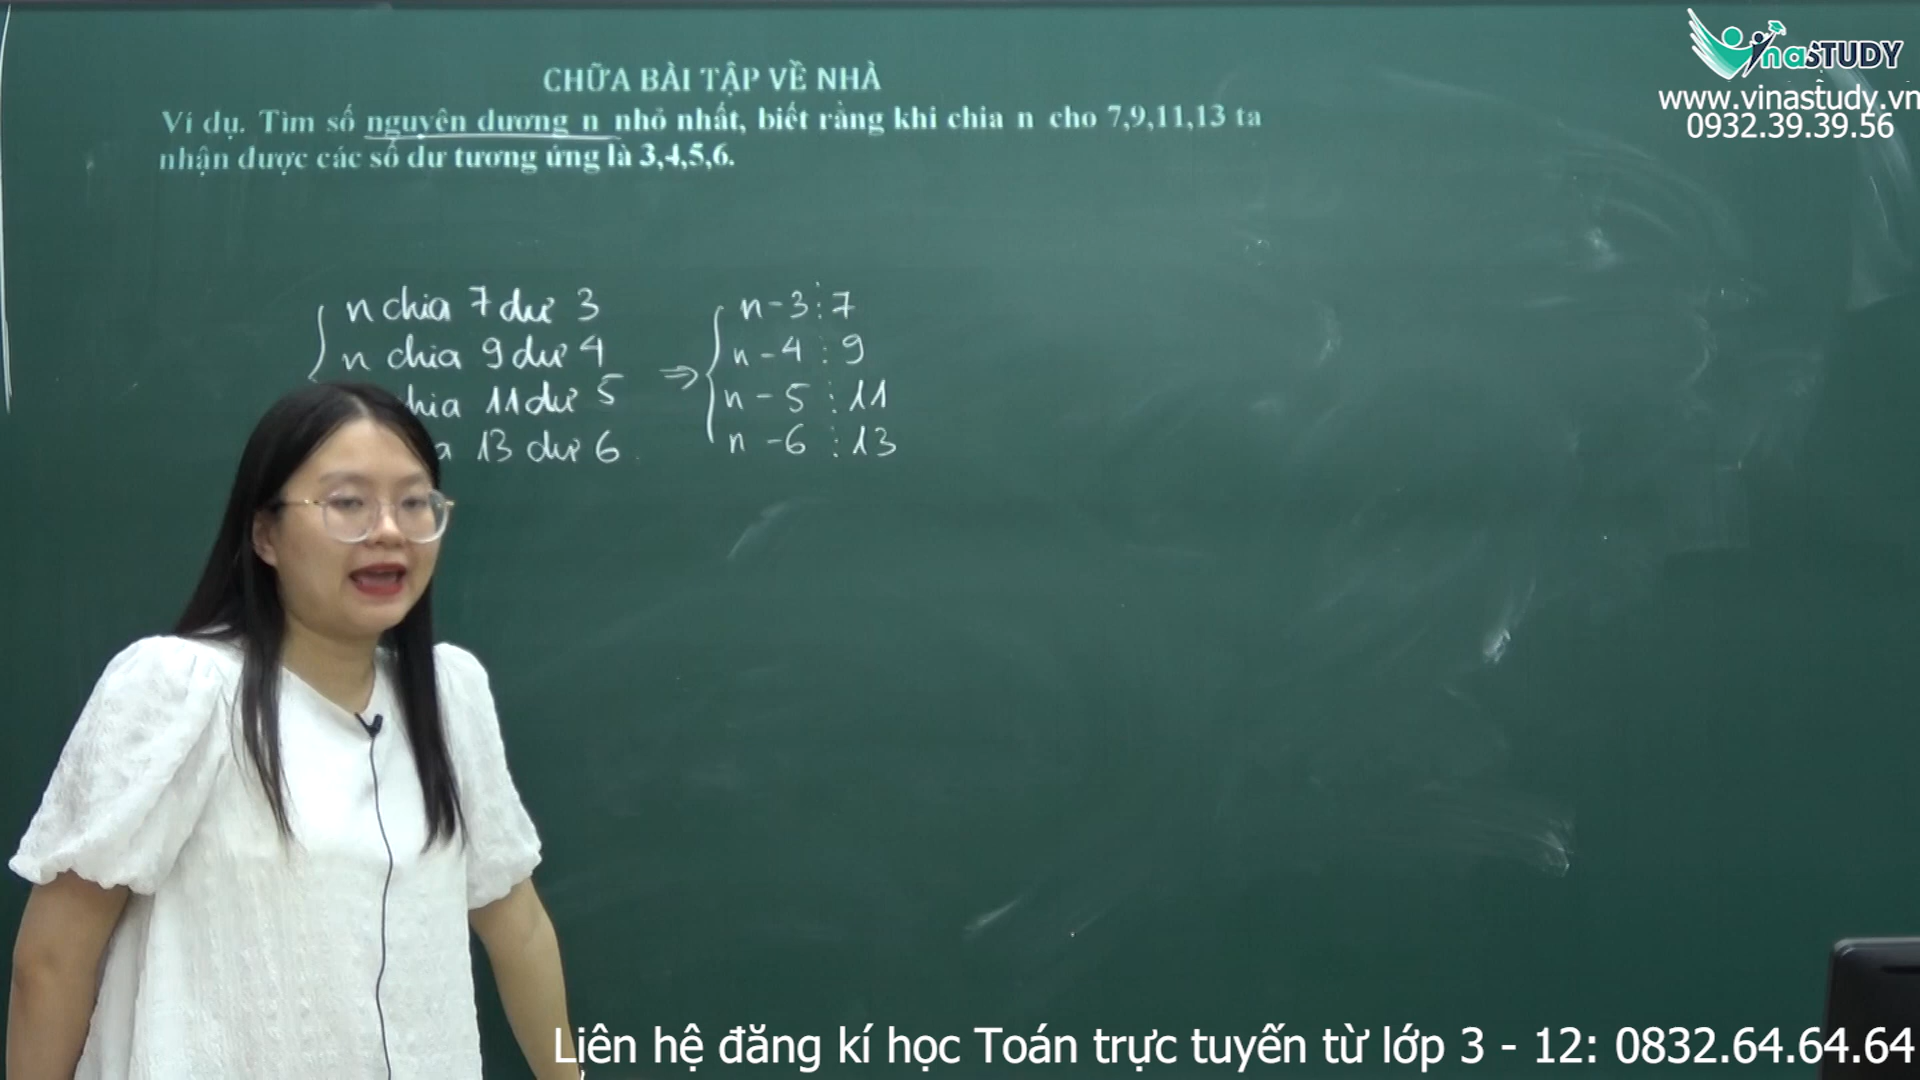 VinaSTUDY
www.vinastudy.vn
0932.39.39.56
CHỮA BÀI TẬP VỀ NHÀ
Ví dụ. Tìm số nguyên dương n nhỏ nhất, biết rằng khi chia n cho 7,9,11,13 ta
nhận được các số dư tương ứng là 3,4,5,6.
n chia 7 dư 3
n chia 9 dư 4
hia 11 dư 5
a 13 dư 6
⇒
n - 3 ⋮ 7
n - 4 ⋮ 9
n - 5 ⋮ 11
n - 6 ⋮ 13
Liên hệ đăng kí học Toán trực tuyến từ lớp 3 - 12: 0832.64.64.64